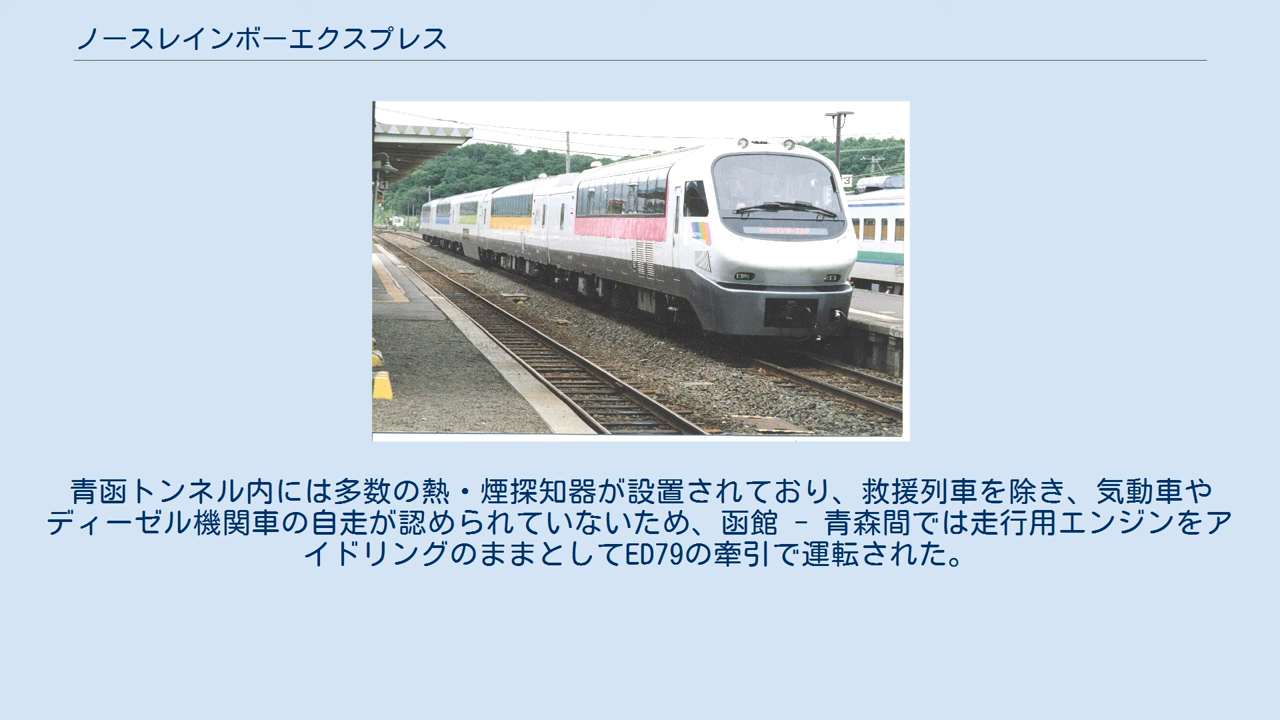 ノースレインボーエクスプレス
3
青函トンネル内には多数の熱・煙探知器が設置されており、救援列車を除き、気動車や
ディーゼル機関車の自走が認められていないため、函館 − 青森間では走行用エンジンをア
イドリングのままとしてED79の牽引で運転された。